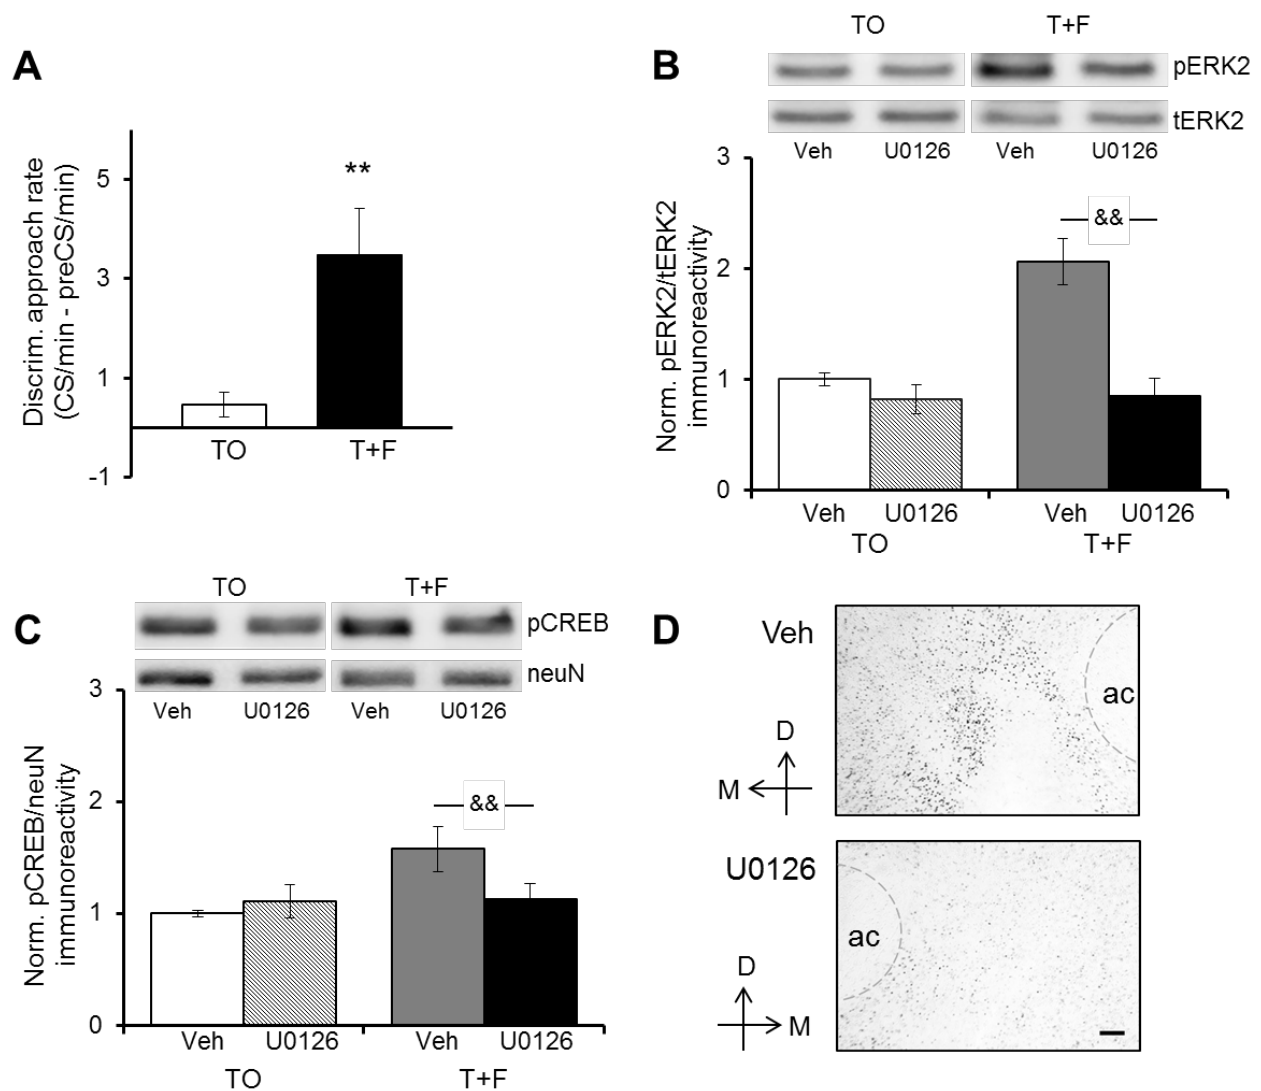 A
Discrim. approach rate
(CS/min - preCS/min)
5
3
1
-1
**
TO
T+F
B
TO
T+F
pERK2
tERK2
Veh
U0126
Veh
U0126
Norm. pERK2/tERK2
immunoreactivity
3
2
1
0
&&
Veh
U0126
Veh
U0126
TO
T+F
C
TO
T+F
pCREB
neuN
Veh
U0126
Veh
U0126
Norm. pCREB/neuN
immunoreactivity
3
2
1
0
&&
Veh
U0126
Veh
U0126
TO
T+F
D
Veh
ac
D
M
U0126
ac
D
M